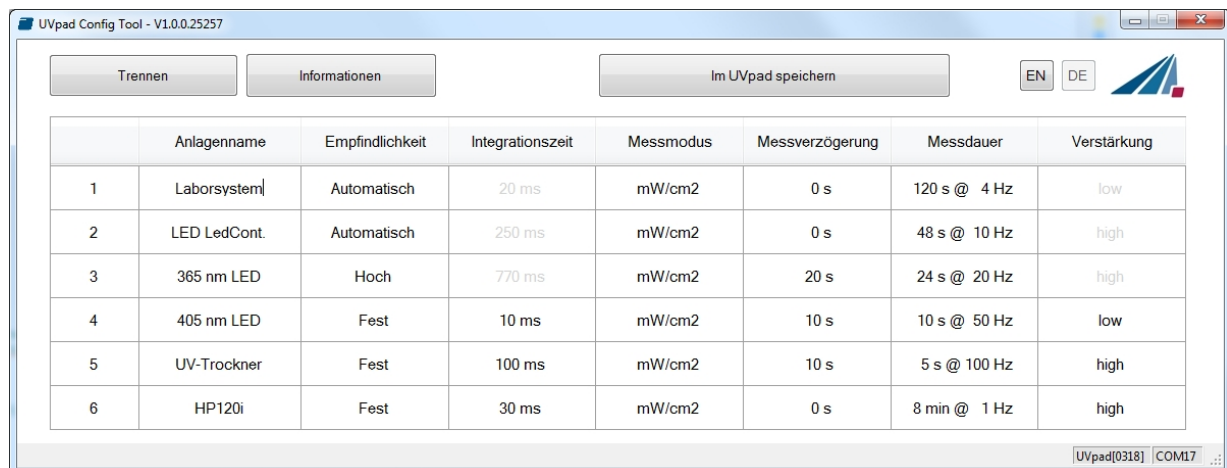 UVpad Config Tool - V1.0.0.25257
Trennen Informationen Im UVpad speichern EN DE
Anlagenname Empfindlichkeit Integrationszeit Messmodus Messverzögerung Messdauer Verstärkung
1 Laborsystem Automatisch 20 ms mW/cm2 0 s 120 s @ 4 Hz low
2 LED LedCont. Automatisch 250 ms mW/cm2 0 s 48 s @ 10 Hz high
3 365 nm LED Hoch 770 ms mW/cm2 20 s 24 s @ 20 Hz high
4 405 nm LED Fest 10 ms mW/cm2 10 s 10 s @ 50 Hz low
5 UV-Trockner Fest 100 ms mW/cm2 10 s 5 s @ 100 Hz high
6 HP120i Fest 30 ms mW/cm2 0 s 8 min @ 1 Hz high
UVpad[0318] COM17